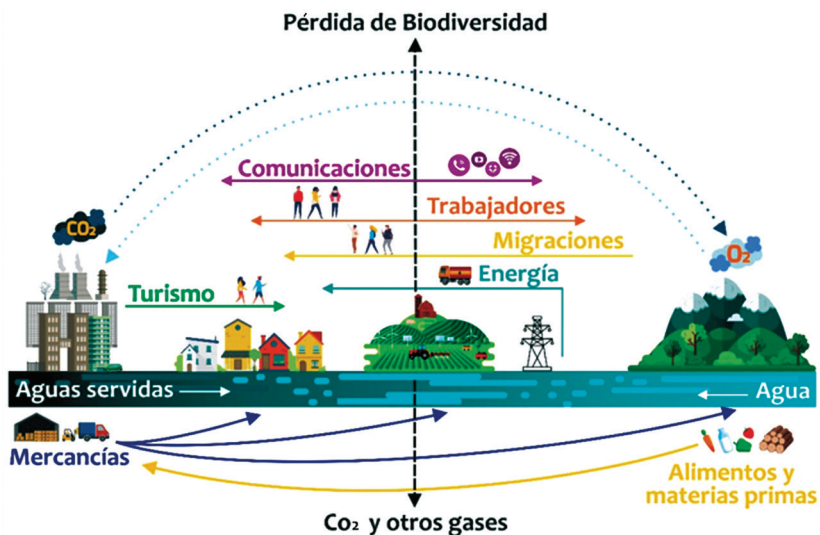 Pérdida de Biodiversidad
Comunicaciones
Trabajadores
CO₂
Migraciones
O₂
Energía
Turismo
Aguas servidas
Agua
Mercancías
Alimentos y
materias primas
Co₂ y otros gases